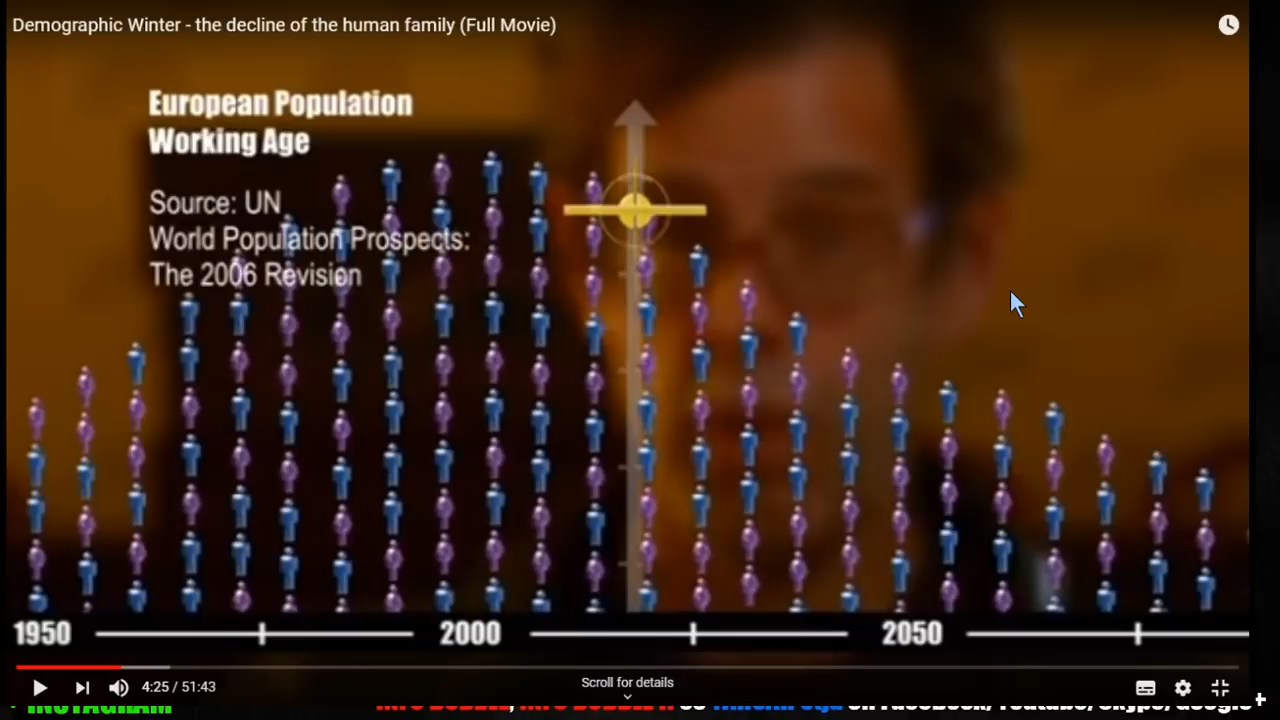 Demographic Winter - the decline of the human family (Full Movie)
European Population
Working Age
Source: UN
World Population Prospects:
The 2006 Revision
1950 2000 2050
4:25 / 51:43
Scroll for details
INSTAGRAM